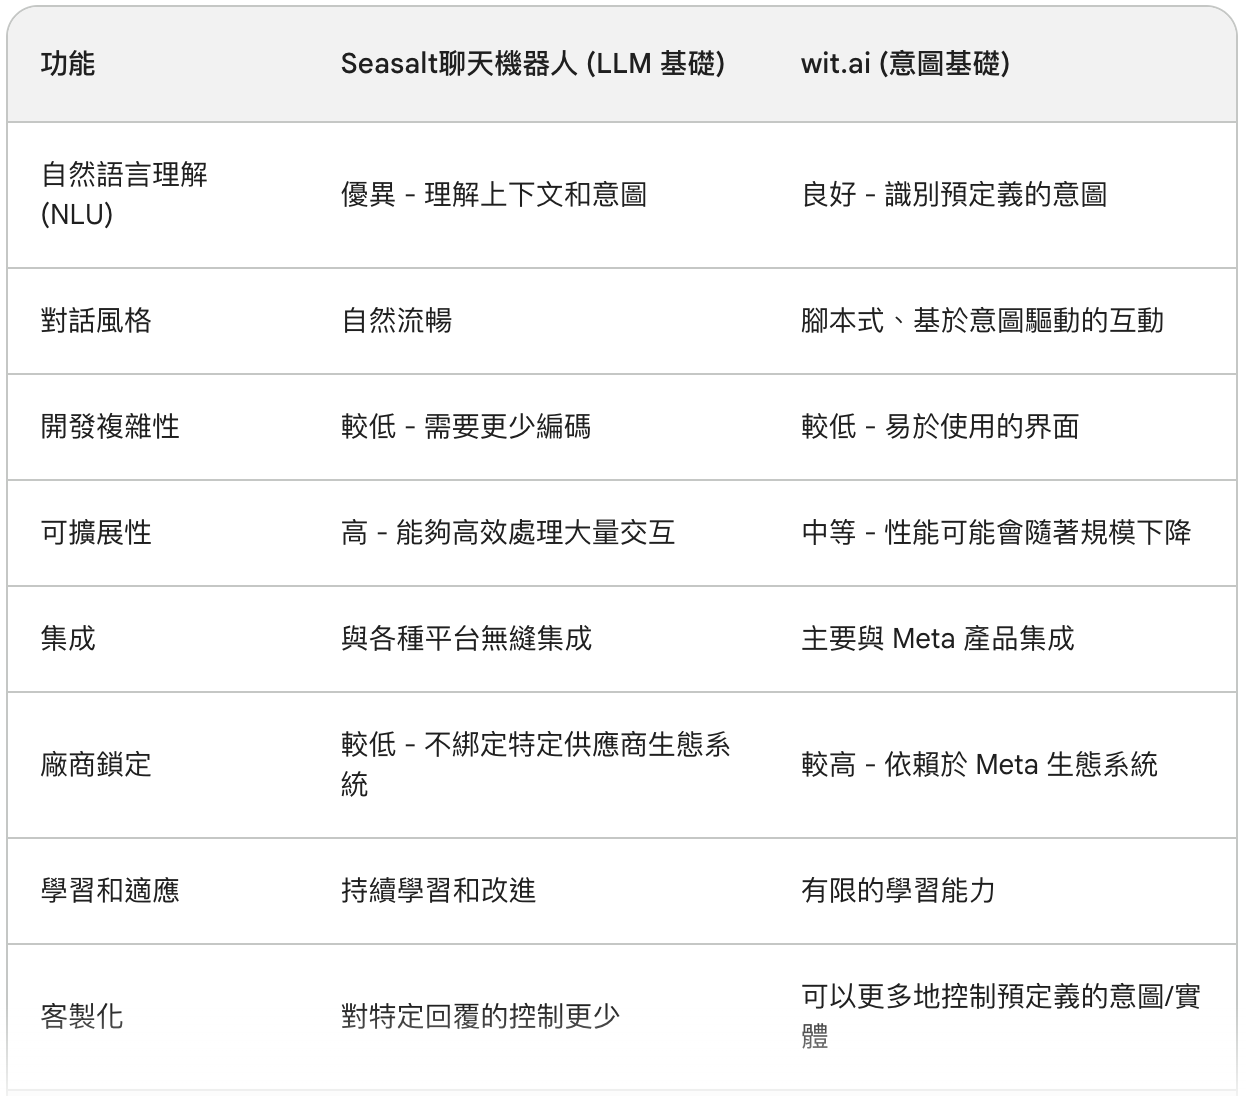 功能
Seasalt聊天機器人 (LLM 基礎)
wit.ai (意圖基礎)
自然語言理解
(NLU)
優異 - 理解上下文和意圖
良好 - 識別預定義的意圖
對話風格
自然流暢
腳本式、基於意圖驅動的互動
開發複雜性
較低 - 需要更少編碼
較低 - 易於使用的界面
可擴展性
高 - 能夠高效處理大量交互
中等 - 性能可能會隨著規模下降
集成
與各種平台無縫集成
主要與 Meta 產品集成
廠商鎖定
較低 - 不綁定特定供應商生態系
統
較高 - 依賴於 Meta 生態系統
學習和適應
持續學習和改進
有限的學習能力
客製化
對特定回覆的控制更少
可以更多地控制預定義的意圖/實
體